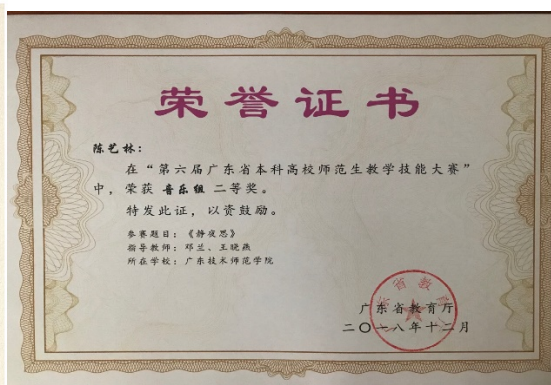 荣誉证书
陈艺林：
在“第六届广东省本科高校师范生教学技能大赛”
中，荣获 音乐组 二等奖。
特发此证，以资鼓励。
参赛题目：《静夜思》
指导教师：邓兰、王晓燕
所在学校：广东技术师范学院
广东省教育厅
二〇一八年十二月